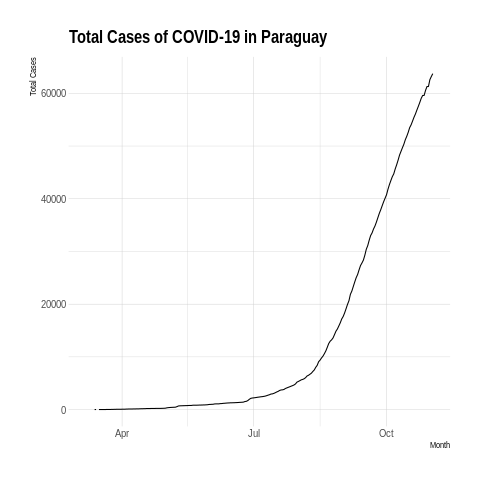 Total Cases of COVID-19 in Paraguay
Total Cases
60000
40000
20000
0
Apr Jul Oct
Month